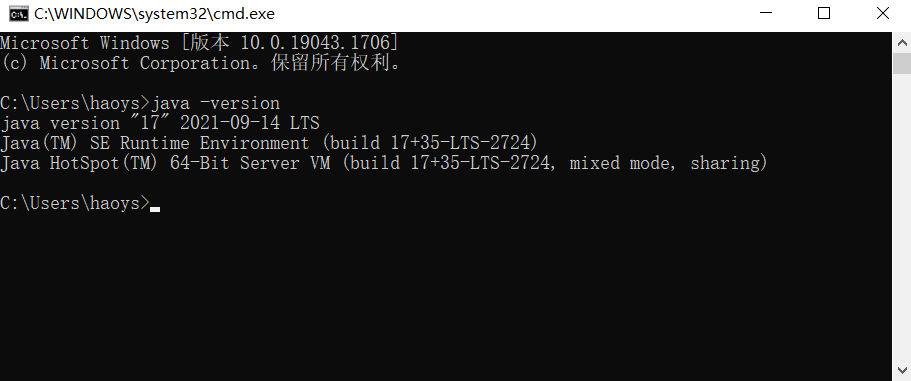 C:\WINDOWS\system32\cmd.exe
Microsoft Windows [版本 10.0.19043.1706]
(c) Microsoft Corporation。保留所有权利。
C:\Users\haoys>java -version
java version "17" 2021-09-14 LTS
Java(TM) SE Runtime Environment (build 17+35-LTS-2724)
Java HotSpot(TM) 64-Bit Server VM (build 17+35-LTS-2724, mixed mode, sharing)
C:\Users\haoys>